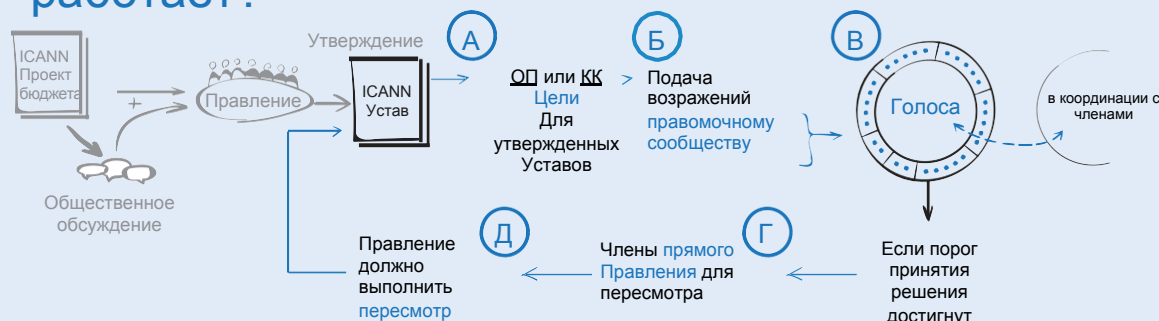 работает?
ICANN
Проект
бюджета
+
Общественное
обсуждение
Правление
Утверждение
ICANN
Устав
А
ОП или КК
Цели
Для
утвержденных
Уставов
Б
Подача
возражений
правомочному
сообществу
В
Голоса
в координации с
членами
Если порог
принятия
решения
достигнут
Г
Члены прямого
Правления для
пересмотра
Д
Правление
должно
выполнить
пересмотр